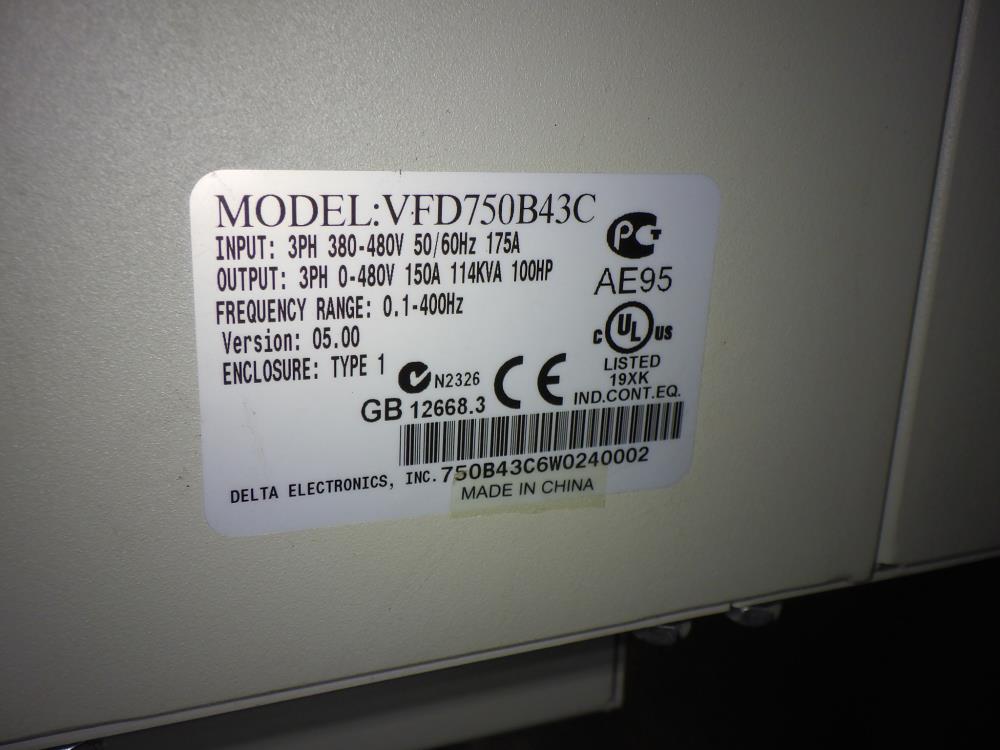 MODEL:VFD750B43C
INPUT: 3PH 380-480V 50/60Hz 175A
OUTPUT: 3PH 0-480V 150A 114KVA 100HP
FREQUENCY RANGE: 0.1-400Hz
Version: 05.00
ENCLOSURE: TYPE 1
N2326
CE
GB 12668.3
PCT
AE95
C UL US
LISTED
19XK
IND.CONT.EQ.
DELTA ELECTRONICS, INC. 750B43C6W0240002
MADE IN CHINA